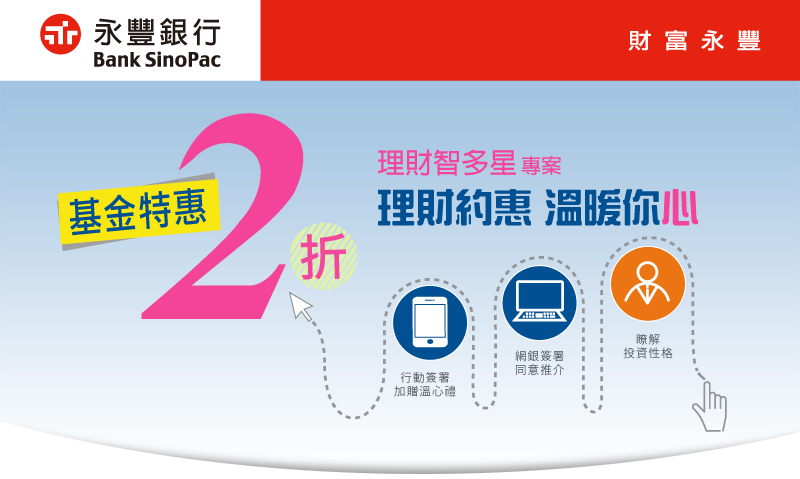 永豐銀行
Bank SinoPac
財富永豐
基金特惠
2
折
理財智多星 專案
理財約惠 溫暖你心
行動簽署
加贈溫心禮
網銀簽署
同意推介
瞭解
投資性格